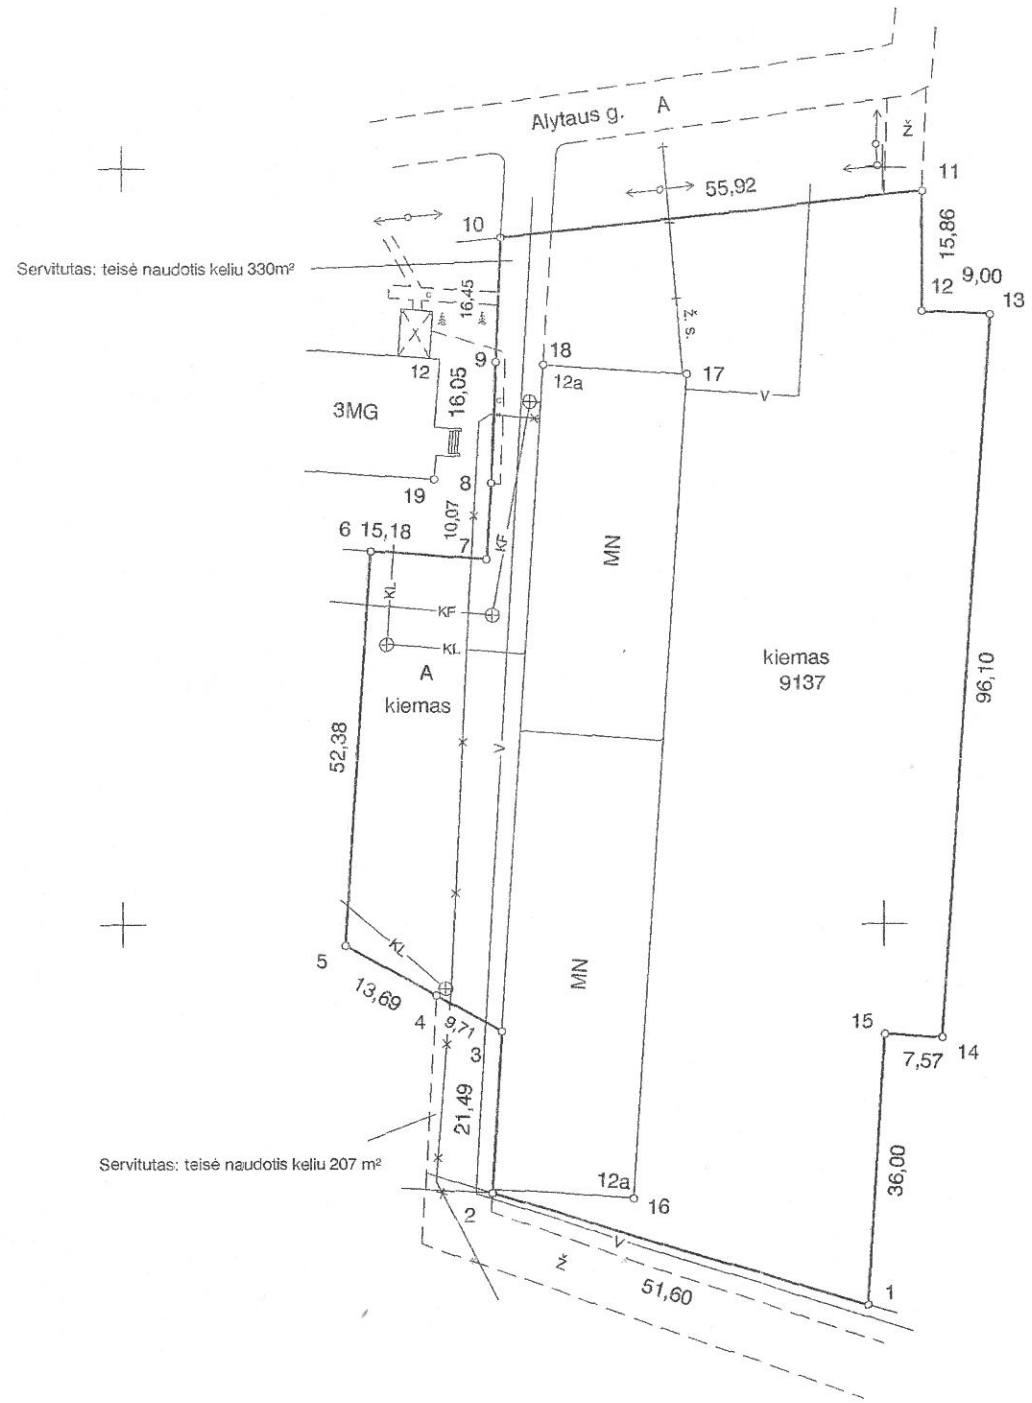 Alytaus g. A
Ž
11
55,92
10
15,86
Servitutas: teisė naudotis keliu 330m²
9,00
12
13
c
16,45
Ž. s.
9
18
12
12a
17
16,05
V
3MG
c
8
19
10,07
6 15,18
7
KF
MN
KL
KF
KL
A
kiemas
kiemas
9137
96,10
52,38
V
KL
5
MN
13,69
4
9,71
3
15
14
7,57
21,49
Servitutas: teisė naudotis keliu 207 m²
36,00
12a
16
2
V
Ž
51,60
1